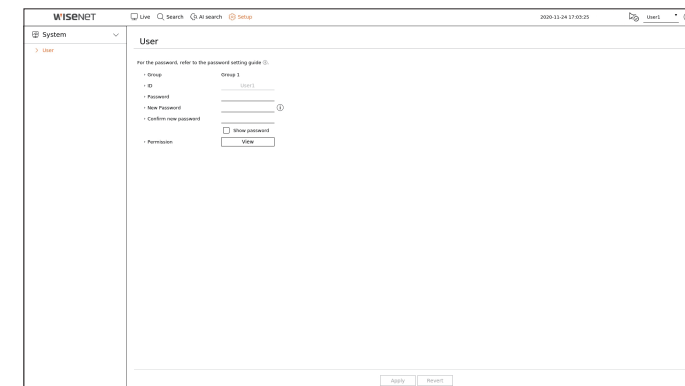 WISENET Live Search AI search Setup 2020-11-24 17:03:25 User1
System
User
User
For the password, refer to the password setting guide
• Group Group 1
• ID User1
• Password
• New Password
• Confirm new password
Show password
• Permission View
Apply Revert